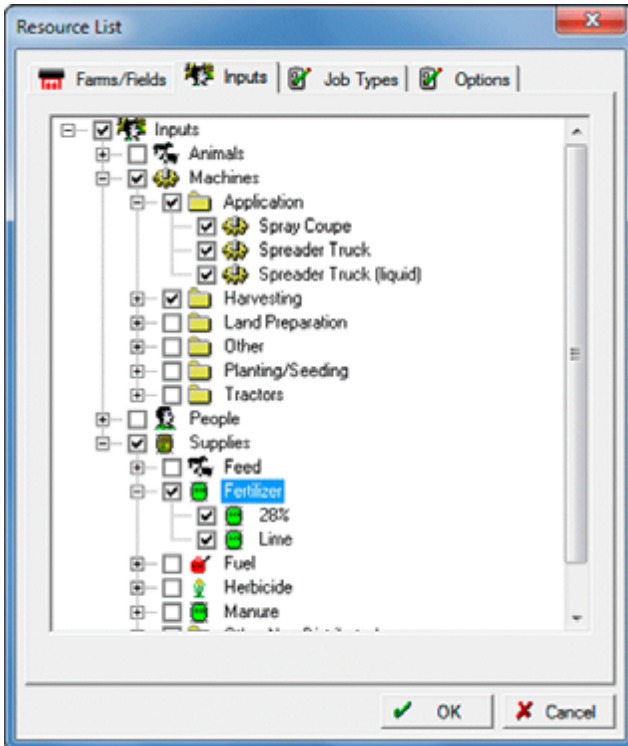 Resource List
Farms/Fields Inputs Job Types Options
Inputs
Animals
Machines
Application
Spray Coupe
Spreader Truck
Spreader Truck (liquid)
Harvesting
Land Preparation
Other
Planting/Seeding
Tractors
People
Supplies
Feed
Fertilizer
28%
Lime
Fuel
Herbicide
Manure
OK Cancel